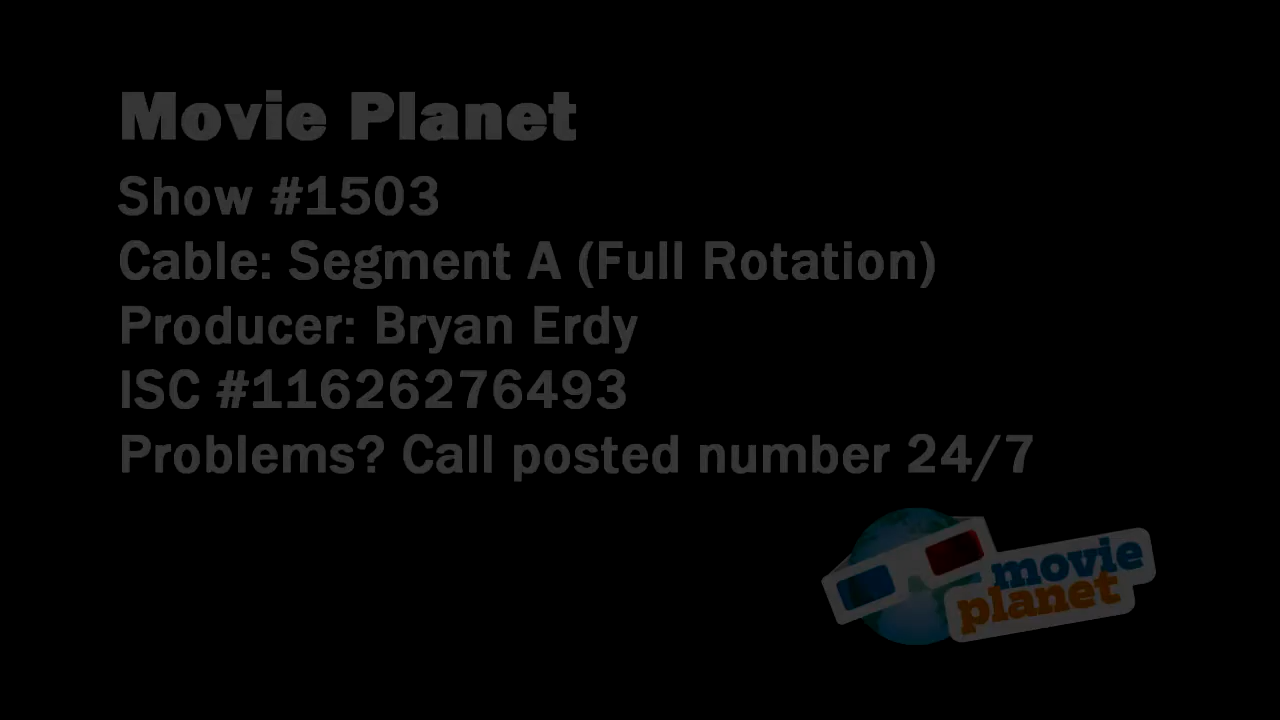 Movie Planet
Show #1503
Cable: Segment A (Full Rotation)
Producer: Bryan Erdy
ISC #11626276493
Problems? Call posted number 24/7
movie
planet